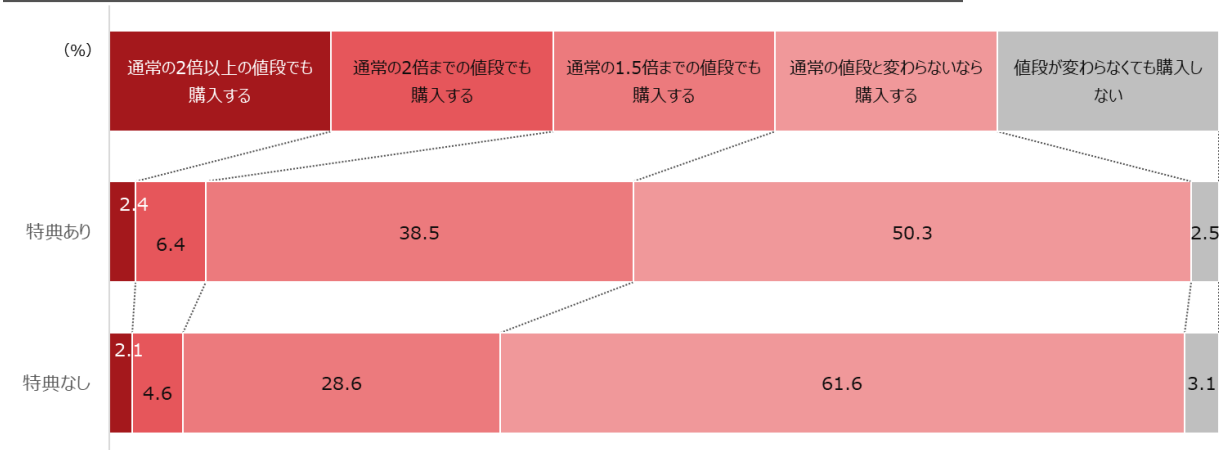 （%）
通常の2倍以上の値段でも
購入する
通常の2倍までの値段でも
購入する
通常の1.5倍までの値段でも
購入する
通常の値段と変わらないなら
購入する
値段が変わらなくても購入し
ない
特典あり
2.4
6.4
38.5
50.3
2.5
特典なし
2.1
4.6
28.6
61.6
3.1